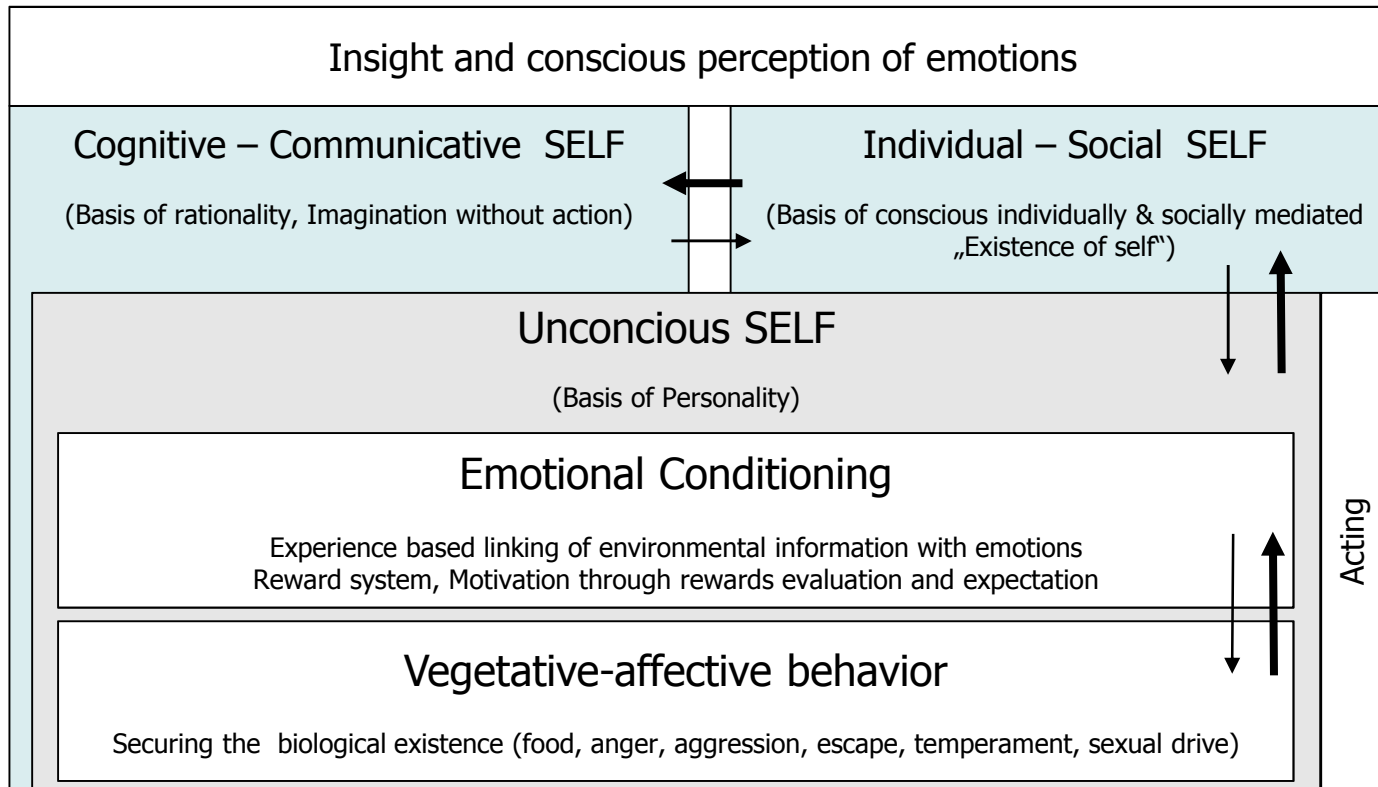 Insight and conscious perception of emotions
Cognitive – Communicative SELF
(Basis of rationality, Imagination without action)
Individual – Social SELF
(Basis of conscious individually & socially mediated
„Existence of self“)
Unconcious SELF
(Basis of Personality)
Emotional Conditioning
Experience based linking of environmental information with emotions
Reward system, Motivation through rewards evaluation and expectation
Vegetative-affective behavior
Securing the biological existence (food, anger, aggression, escape, temperament, sexual drive)
Acting